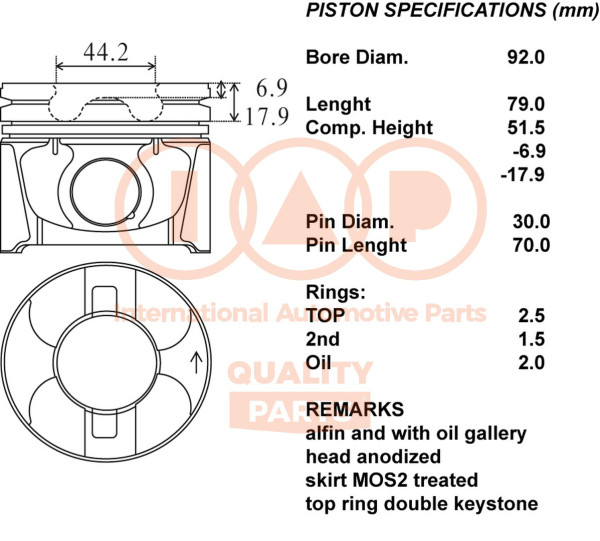 PISTON SPECIFICATIONS (mm)
44.2
6.9
17.9
Bore Diam. 92.0
Lenght 79.0
Comp. Height 51.5
-6.9
-17.9
Pin Diam. 30.0
Pin Lenght 70.0
Rings:
TOP 2.5
2nd 1.5
Oil 2.0
REMARKS
alfin and with oil gallery
head anodized
skirt MOS2 treated
top ring double keystone
IAP
International Automotive Parts
QUALITY
PARTS